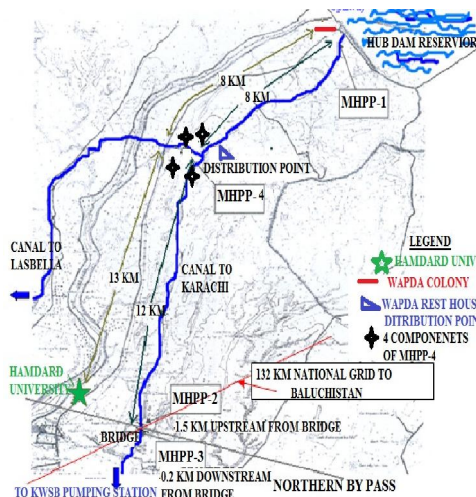 HUB DAM RESERVIOR
8 KM
8 KM
MHPP-1
DISTRIBUTION POINT
MHPP-4
CANAL TO
LASBELLA
CANAL TO
KARACHI
13 KM
12 KM
LEGEND
HAMDARD UNIV
WAPDA COLONY
WAPDA REST HOUS
DITRIBUTION POIN
4 COMPONENETS
OF MHPP-4
HAMDARD
UNIVERSITY
132 KM NATIONAL GRID TO
BALUCHISTAN
MHPP-2
-1.5 KM UPSTREAM FROM BRIDGE
BRIDGE
MHPP-3
-0.2 KM DOWNSTREAM
FROM BRIDGE
NORTHERN BY PASS
TO KWSB PUMPING STATION